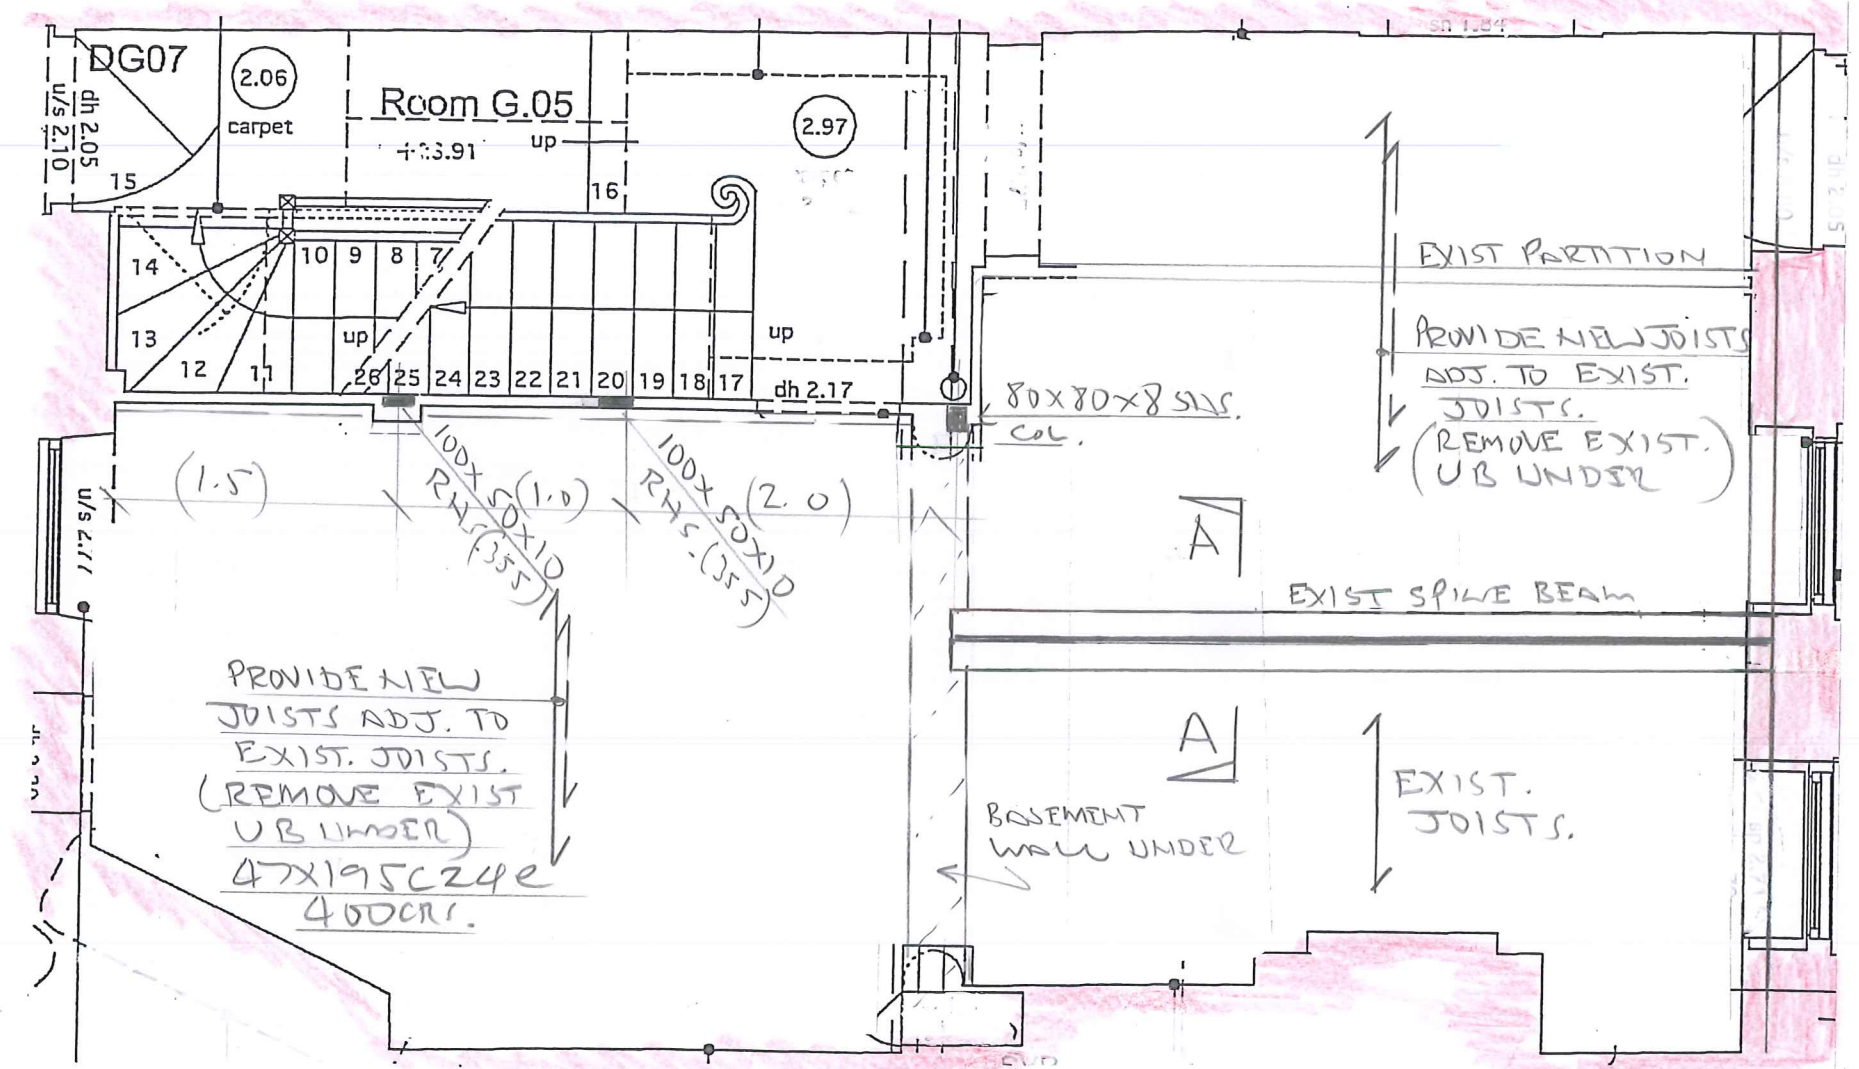 DG07
dh 2.05
u/s 2.10
2.06
carpet
Room G.05
up
2.97
15
16
14
13
12
11
10
9
8
7
up
26
25
24
23
22
21
20
19
18
17
up
dh 2.17
80x80x8 SHS.
COL.
EXIST PARTITION
PROVIDE NEW JOISTS
ADJ. TO EXIST.
JOISTS.
(REMOVE EXIST.
UB UNDER)
(1.5)
(1.0)
(2.0)
100x50x10
RHS (355)
100x50x10
RHS. (355)
u/s 2.77
A
EXIST SPINE BEAM
A
PROVIDE NEW
JOISTS ADJ. TO
EXIST. JOISTS.
(REMOVE EXIST
UB UNDER)
47X195C24@
400CRS.
BASEMENT
WALL UNDER
EXIST.
JOISTS.